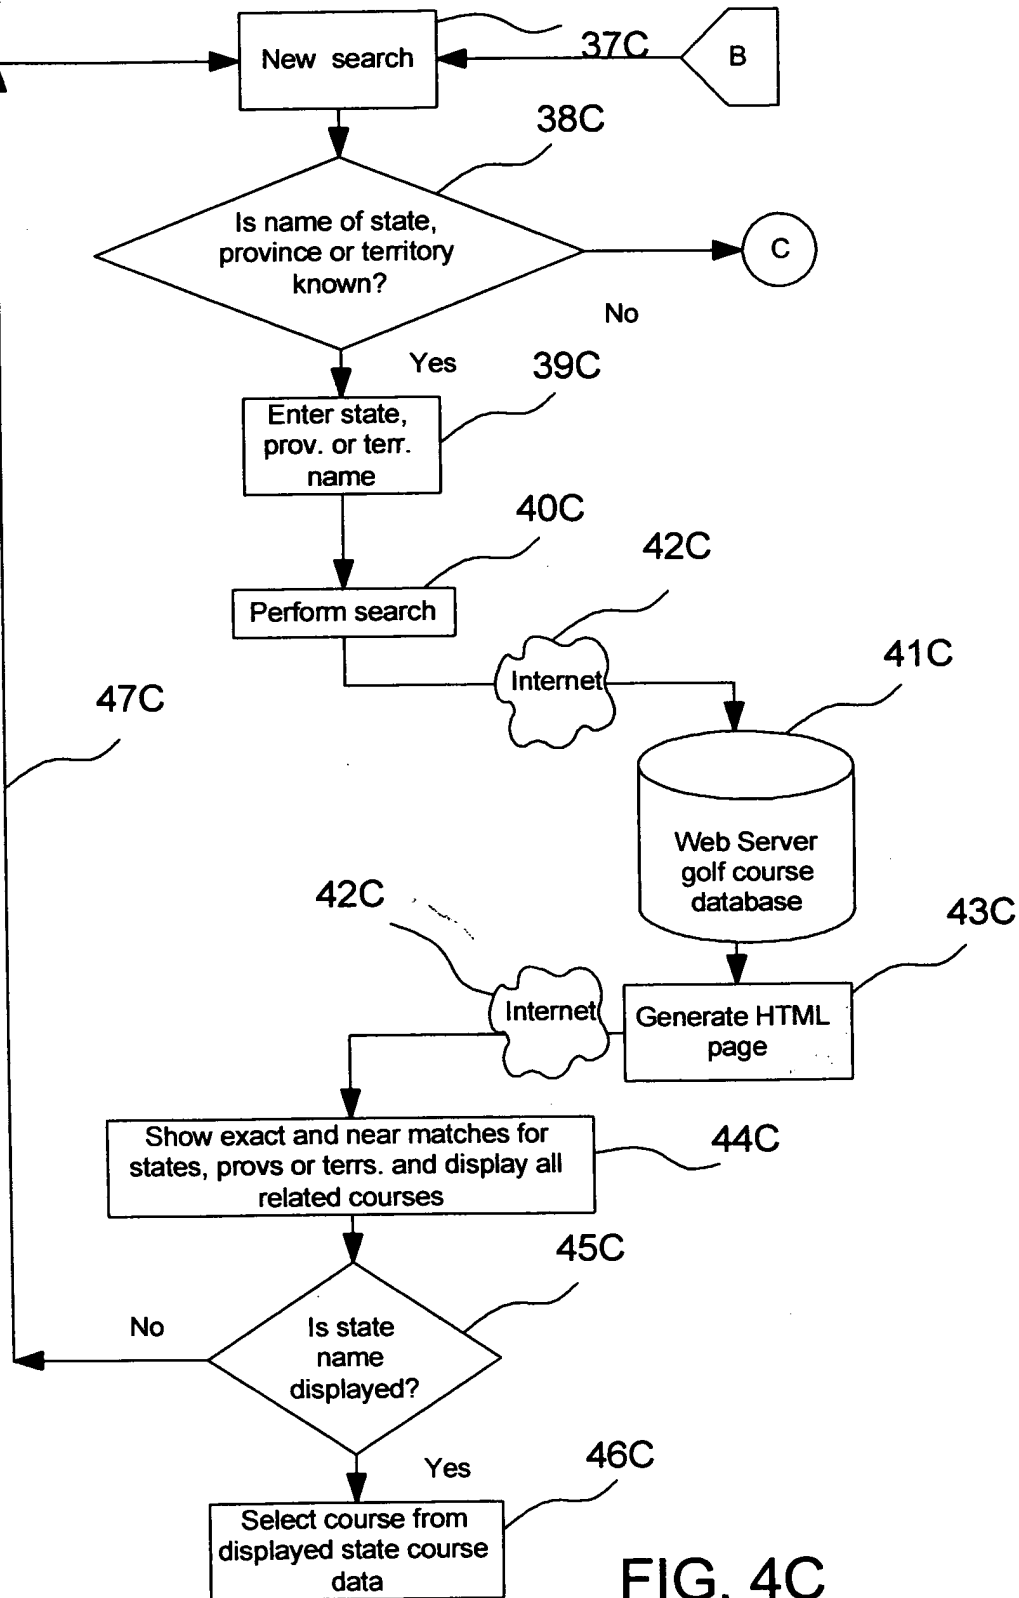 37C
New search
B
38C
Is name of state,
province or territory
known?
C
No
Yes
39C
Enter state,
prov. or terr.
name
40C
42C
Perform search
Internet
41C
47C
Web Server
golf course
database
42C
43C
Internet
Generate HTML
page
Show exact and near matches for
states, provs or terrs. and display all
related courses
44C
45C
No
Is state
name
displayed?
Yes
46C
Select course from
displayed state course
data
FIG. 4C